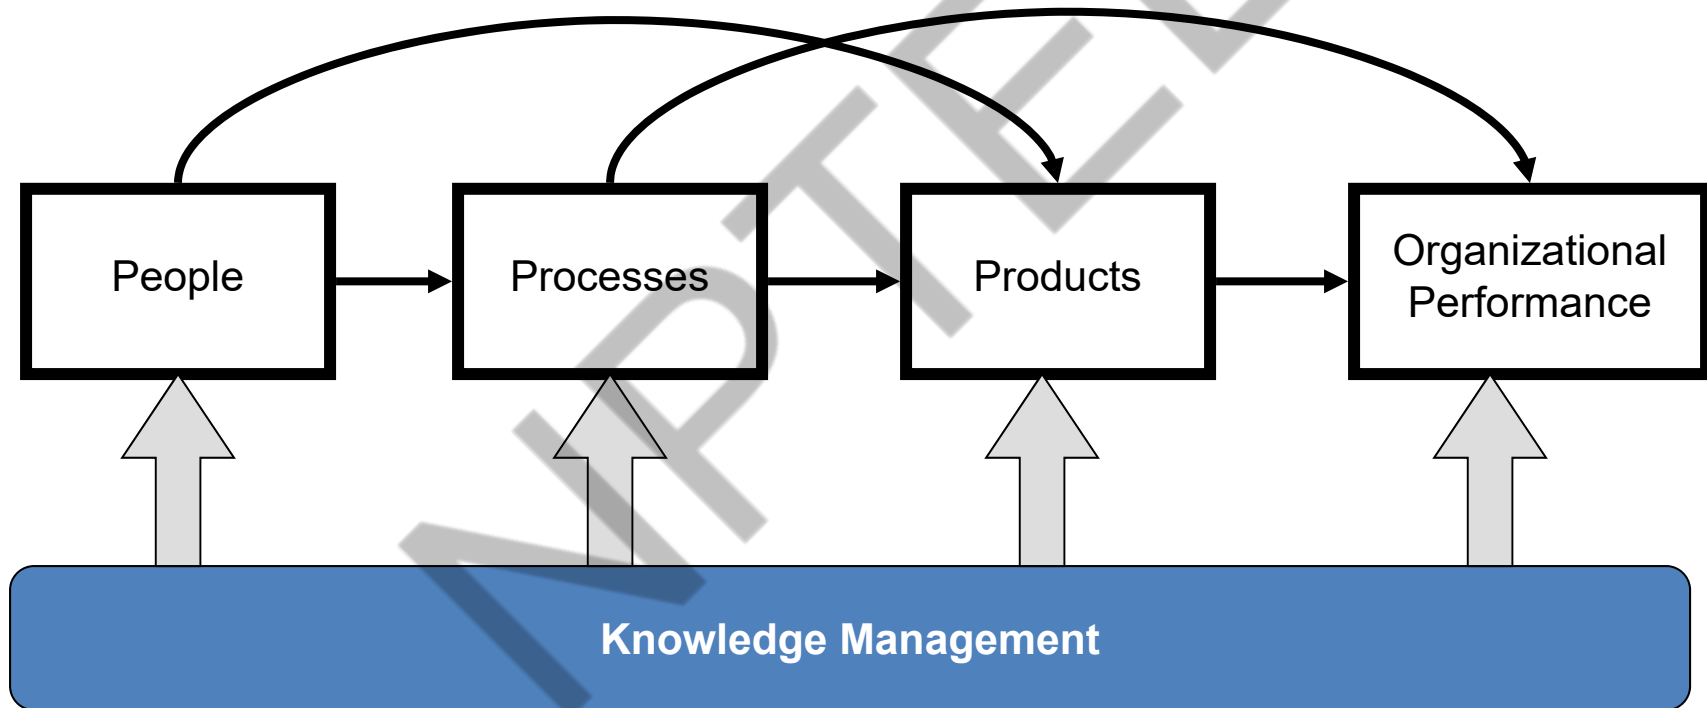 People
Processes
Products
Organizational
Performance
Knowledge Management
NPTEL